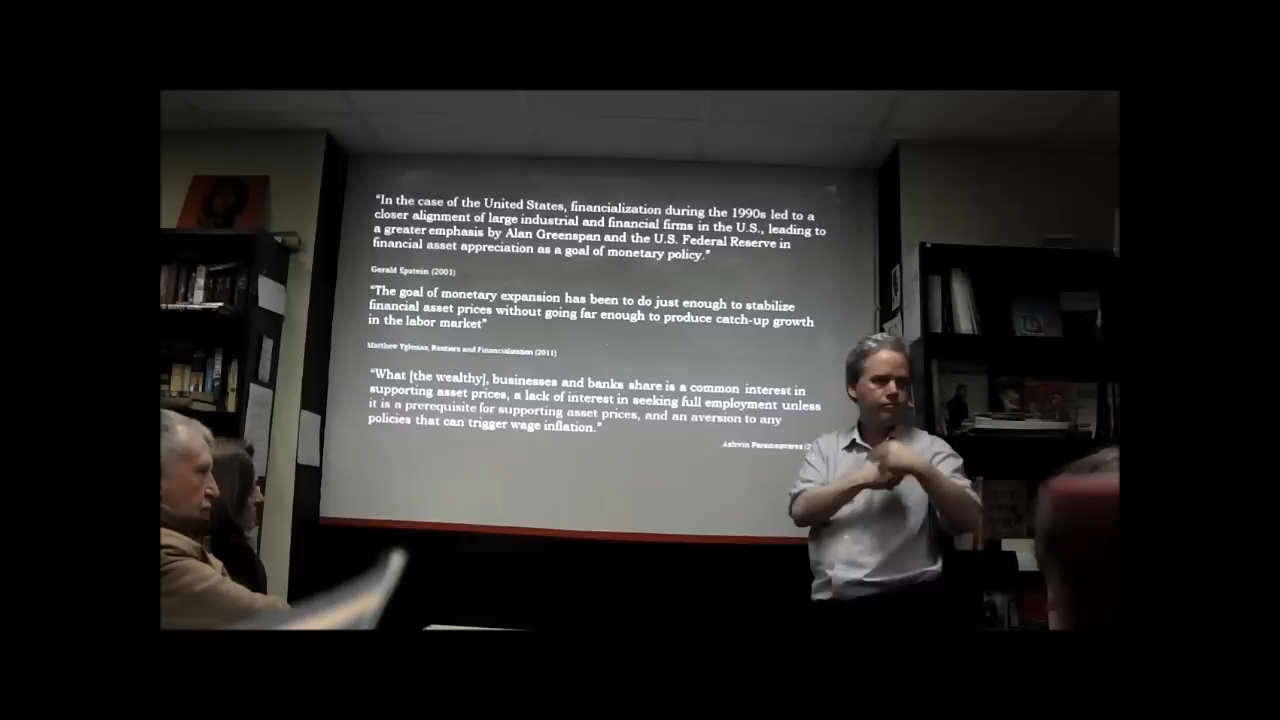 “In the case of the United States, financialization during the 1990s led to a
closer alignment of large industrial and financial firms in the U.S., leading to
a greater emphasis by Alan Greenspan and the U.S. Federal Reserve in
financial asset appreciation as a goal of monetary policy.”
Gerald Epstein (2001)
“The goal of monetary expansion has been to do just enough to stabilize
financial asset prices without going far enough to produce catch-up growth
in the labor market”
Matthew Yglesias, Rentiers and Financialization (2011)
“What [the wealthy], businesses and banks share is a common interest in
supporting asset prices, a lack of interest in seeking full employment unless
it is a prerequisite for supporting asset prices, and an aversion to any
policies that can trigger wage inflation.”
Ashwin